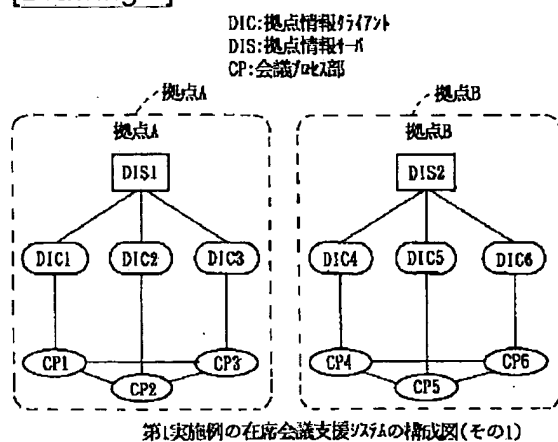 DIC:拠点情報クライアント
DIS:拠点情報サーバ
CP:会議プロセス部
拠点A
拠点B
拠点A
拠点B
DIS1
DIS2
DIC1
DIC2
DIC3
DIC4
DIC5
DIC6
CP1
CP3
CP4
CP6
CP2
CP5
第1実施例の在席会議支援システムの構成図(その1)